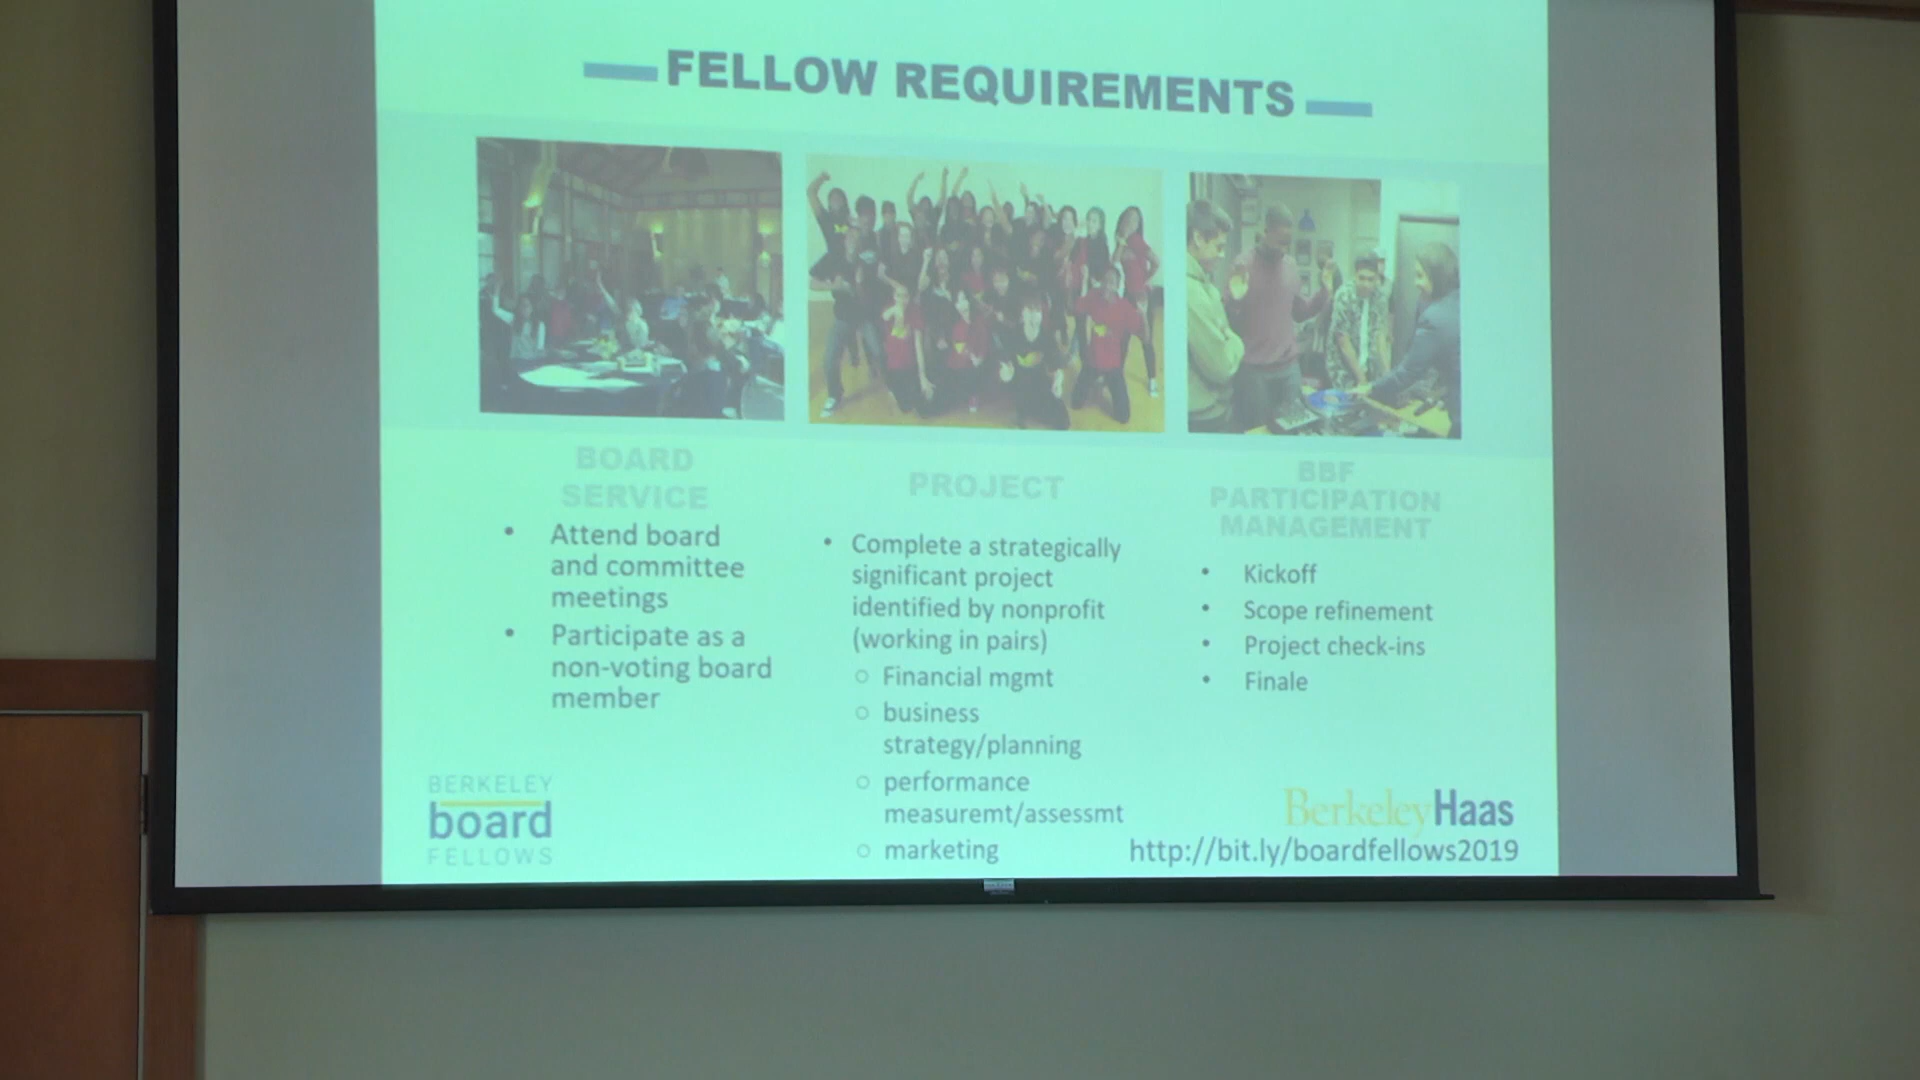 FELLOW REQUIREMENTS
BOARD
SERVICE
• Attend board
and committee
meetings
• Participate as a
non-voting board
member
PROJECT
• Complete a strategically
significant project
identified by nonprofit
(working in pairs)
○ Financial mgmt
○ business
strategy/planning
○ performance
measuremt/assessmt
○ marketing
BBF
PARTICIPATION
MANAGEMENT
• Kickoff
• Scope refinement
• Project check-ins
• Finale
BERKELEY
board
FELLOWS
BerkeleyHaas
http://bit.ly/boardfellows2019